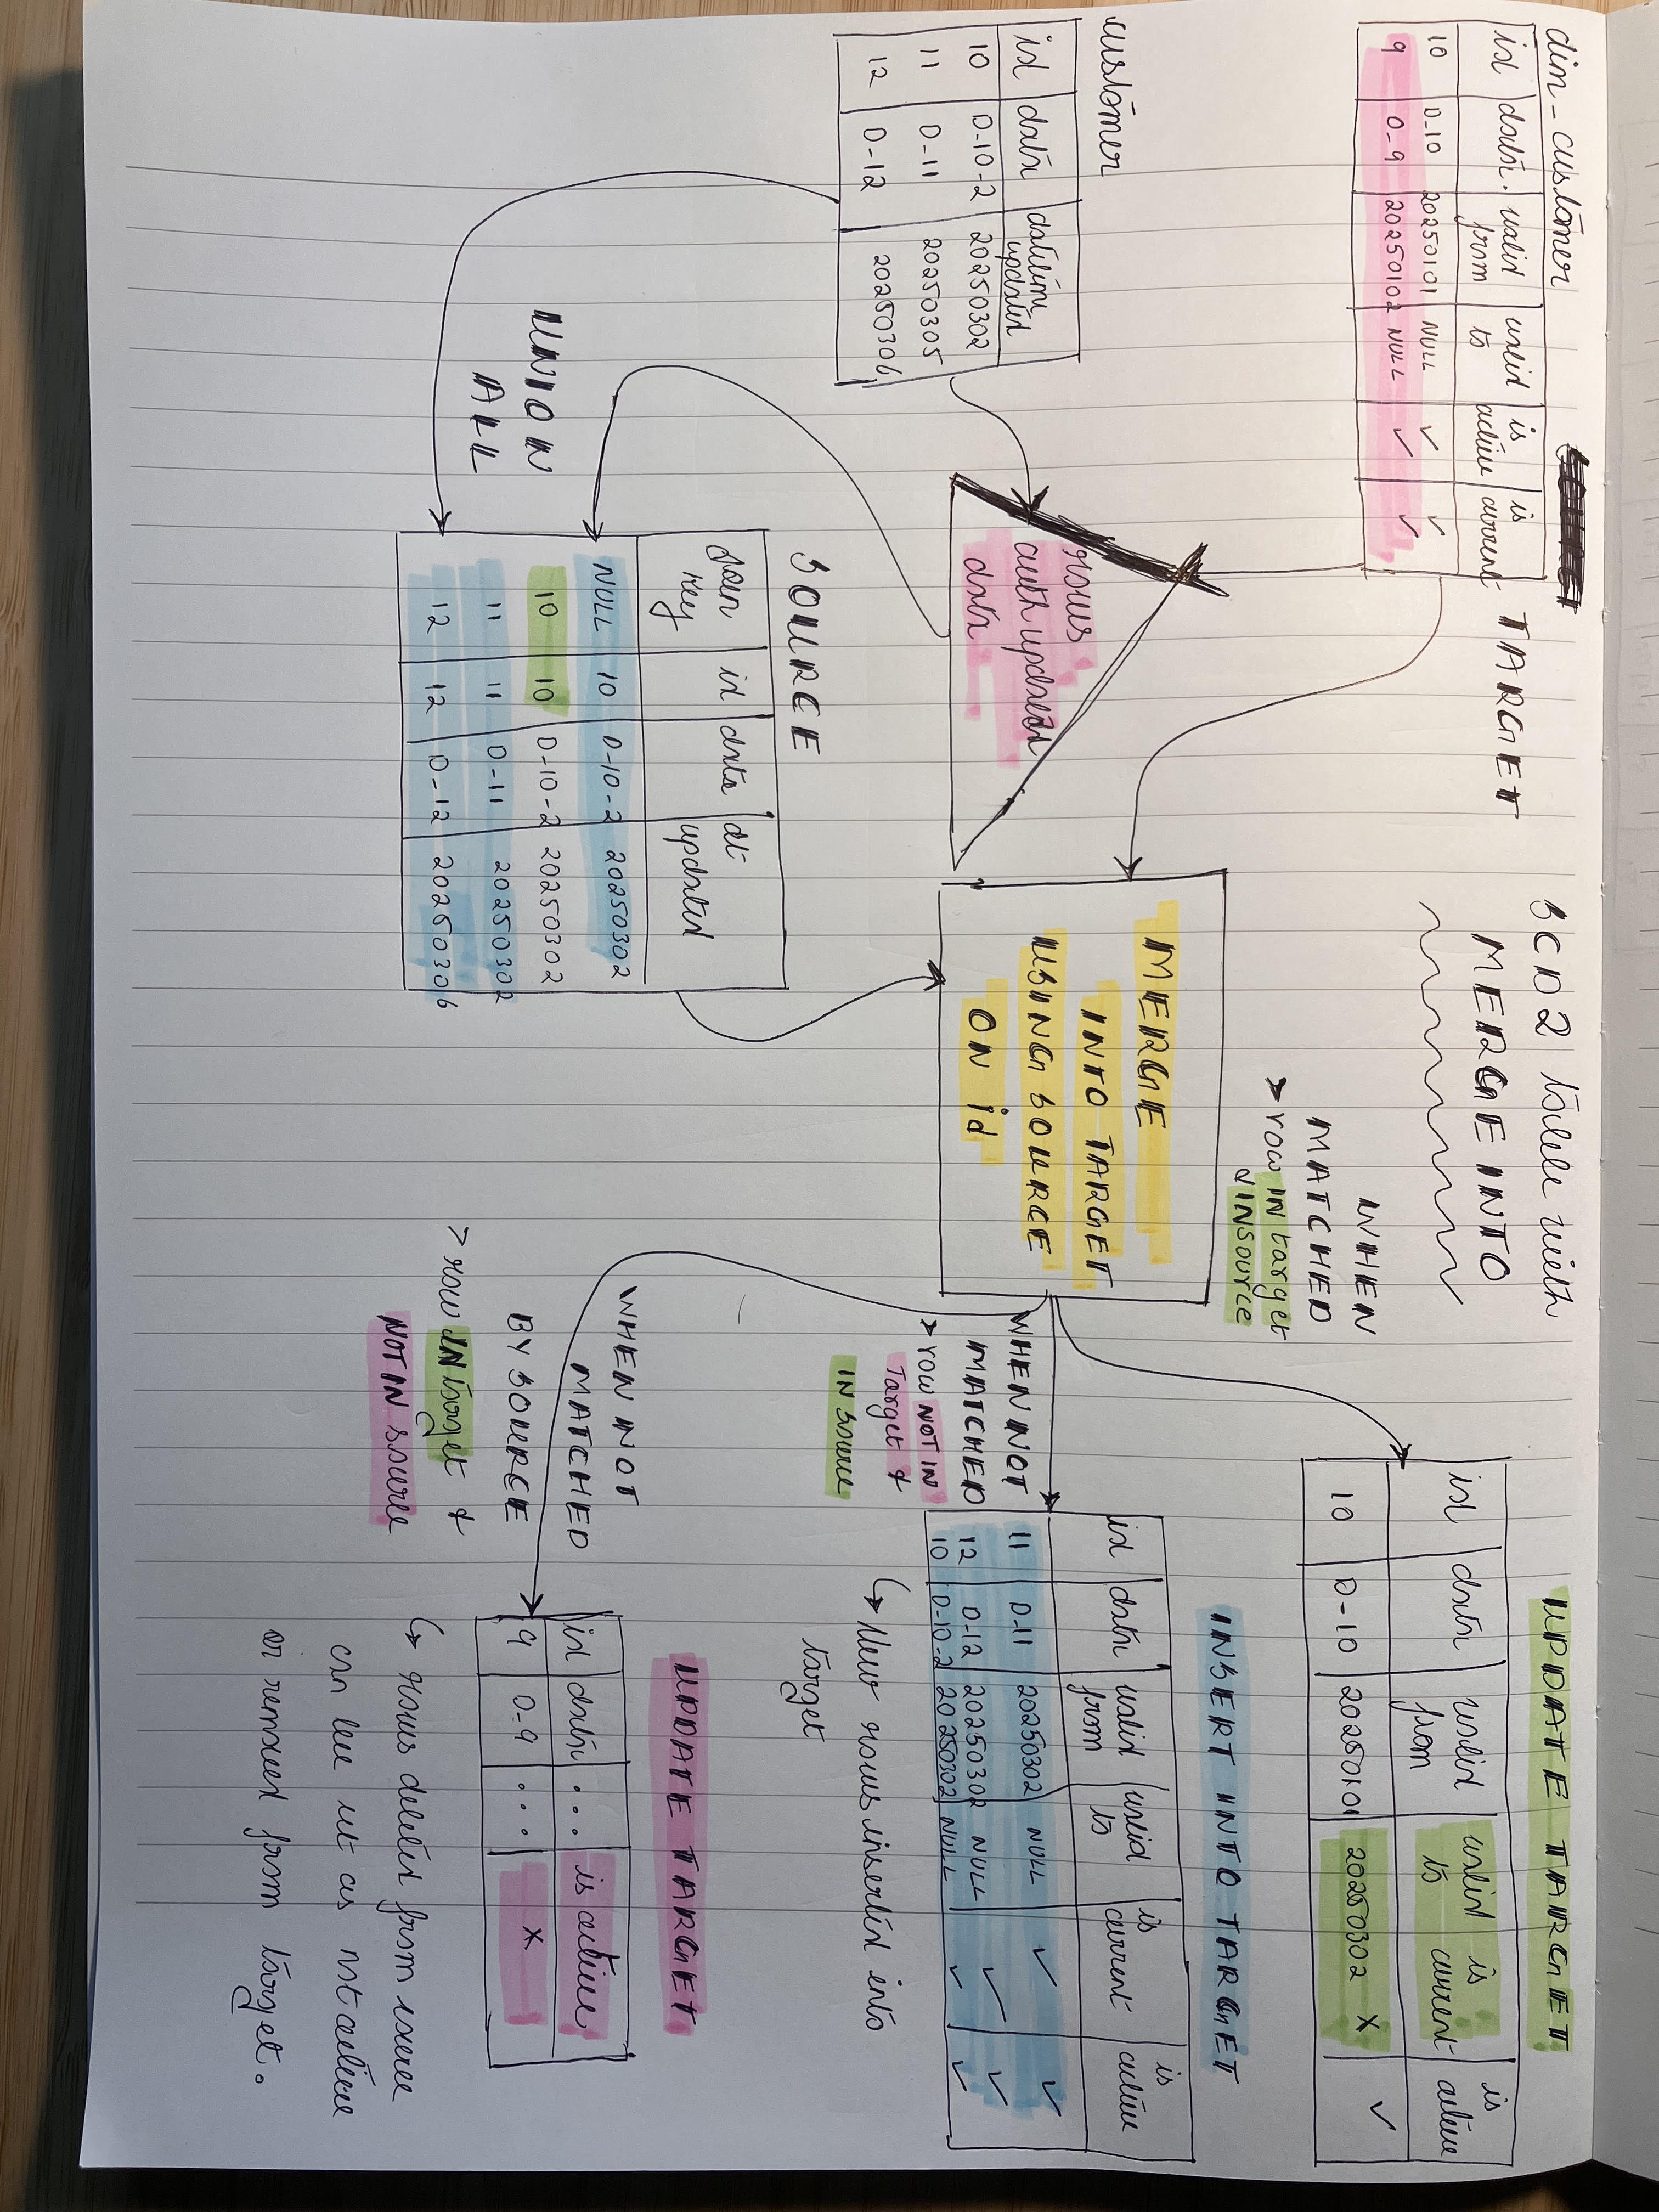 dim_customer
TARGET
id data valid from valid to is active is current
10 D-10 20250101 NULL ✓ ✓
9 D-9 20250102 NULL ✓ ✓
SCD2 table with
MERGE INTO
customer
id data datetime updated
10 D-10-2 20250302
11 D-11 20250305
12 D-12 20250306
rows
with updated
data
UNION
ALL
SOURCE
join key id data dt updated
NULL 10 D-10-2 20250302
10 10 D-10-2 20250302
11 11 D-11 20250302
12 12 D-12 20250306
MERGE
INTO TARGET
USING SOURCE
ON id
WHEN
MATCHED
> row IN target
IN source
UPDATE TARGET
id data valid from valid to is current is active
10 D-10 20250101 20250302 X ✓
WHEN NOT
MATCHED
> row NOT IN
Target &
IN source
INSERT INTO TARGET
id data valid from valid to is current is active
11 D-11 20250302 NULL ✓ ✓
12 D-12 20250302 NULL ✓ ✓
10 D-10-2 20250302 NULL ✓ ✓
↳ New rows inserted into
target
WHEN NOT
MATCHED
BY SOURCE
> row IN target &
NOT IN source
UPDATE TARGET
id data ... is active
9 D-9 ... X
↳ rows deleted from source
can be set as not active
or removed from target.